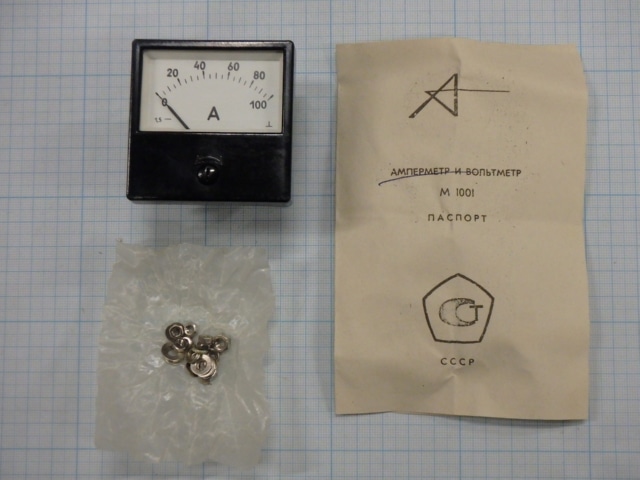 20 40 60 80
0 100
A
1,5
АМПЕРМЕТР И ВОЛЬТМЕТР
М 1001
ПАСПОРТ
СССР